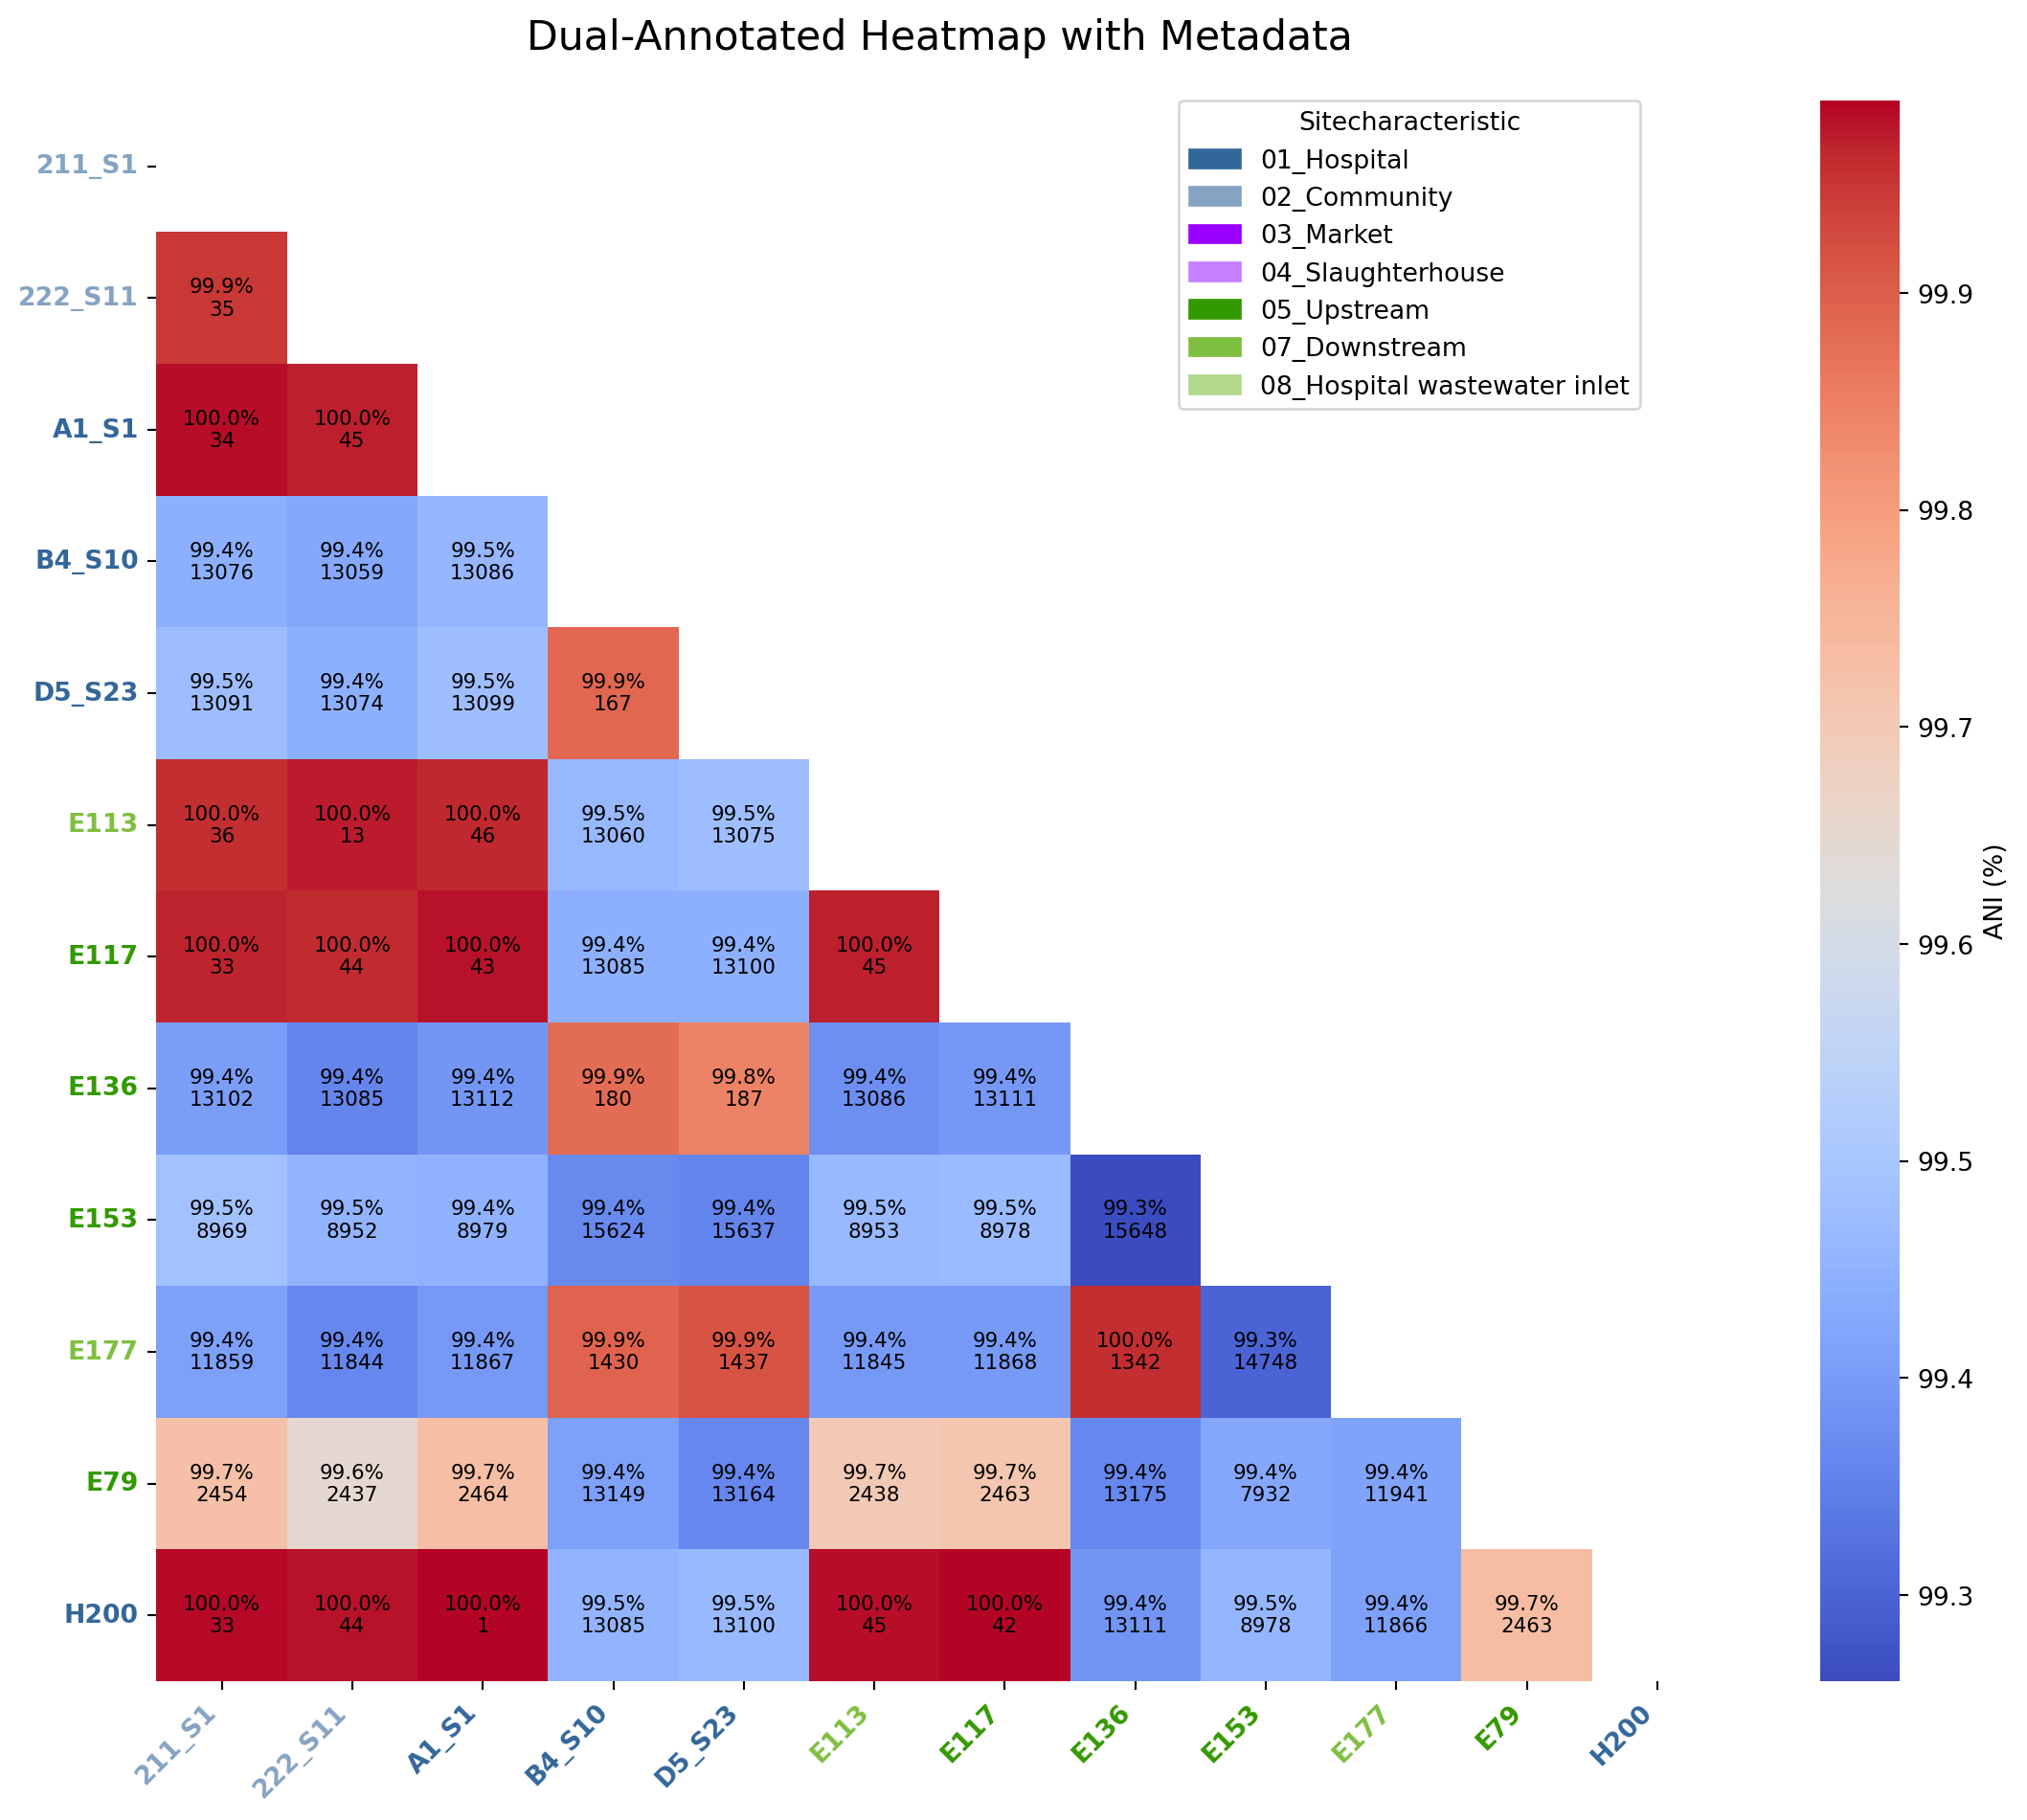 Dual-Annotated Heatmap with Metadata
Sitecharacteristic
01_Hospital
02_Community
03_Market
04_Slaughterhouse
05_Upstream
07_Downstream
08_Hospital wastewater inlet
211_S1
222_S11
99.9%
35
A1_S1
100.0% 100.0%
34 45
B4_S10
99.4% 99.4% 99.5%
13076 13059 13086
D5_S23
99.5% 99.4% 99.5% 99.9%
13091 13074 13099 167
E113
100.0% 100.0% 100.0% 99.5% 99.5%
36 13 46 13060 13075
E117
100.0% 100.0% 100.0% 99.4% 99.4% 100.0%
33 44 43 13085 13100 45
E136
99.4% 99.4% 99.4% 99.9% 99.8% 99.4% 99.4%
13102 13085 13112 180 187 13086 13111
E153
99.5% 99.5% 99.4% 99.4% 99.4% 99.5% 99.5% 99.3%
8969 8952 8979 15624 15637 8953 8978 15648
E177
99.4% 99.4% 99.4% 99.9% 99.9% 99.4% 99.4% 100.0% 99.3%
11859 11844 11867 1430 1437 11845 11868 1342 14748
E79
99.7% 99.6% 99.7% 99.4% 99.4% 99.7% 99.7% 99.4% 99.4% 99.4%
2454 2437 2464 13149 13164 2438 2463 13175 7932 11941
H200
100.0% 100.0% 100.0% 99.5% 99.5% 100.0% 100.0% 99.4% 99.5% 99.4% 99.7%
33 44 1 13085 13100 45 42 13111 8978 11866 2463
211_S1 222_S11 A1_S1 B4_S10 D5_S23 E113 E117 E136 E153 E177 E79 H200
99.9
99.8
99.7
99.6
99.5
99.4
99.3
ANI (%)